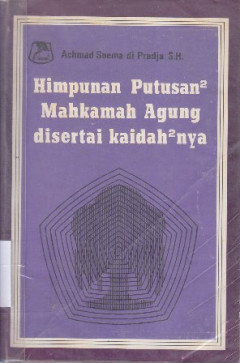 Achmad Soema di Pradja S.H.
Himpunan Putusan²
Mahkamah Agung
disertai kaidah²nya